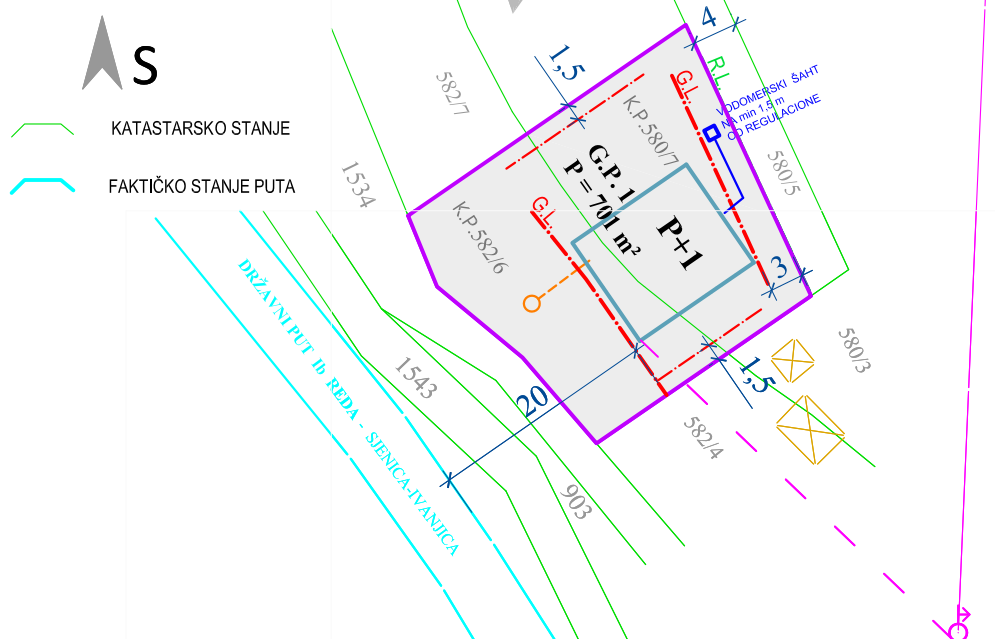 S
KATASTARSKO STANJE
FAKTIČKO STANJE PUTA
4
1,5
R.L.
G.L.
582/7
VODOMERSKI ŠAHT
NA min 1,5 m
OD REGULACIONE
K.P.580/7
580/5
1534
G.P. 1
P = 701 m²
K.P.582/6
G.L.
P+1
3
DRŽAVNI PUT Ib REDA - SJENICA-IVANJICA
580/3
1543
20
1,5
582/4
903